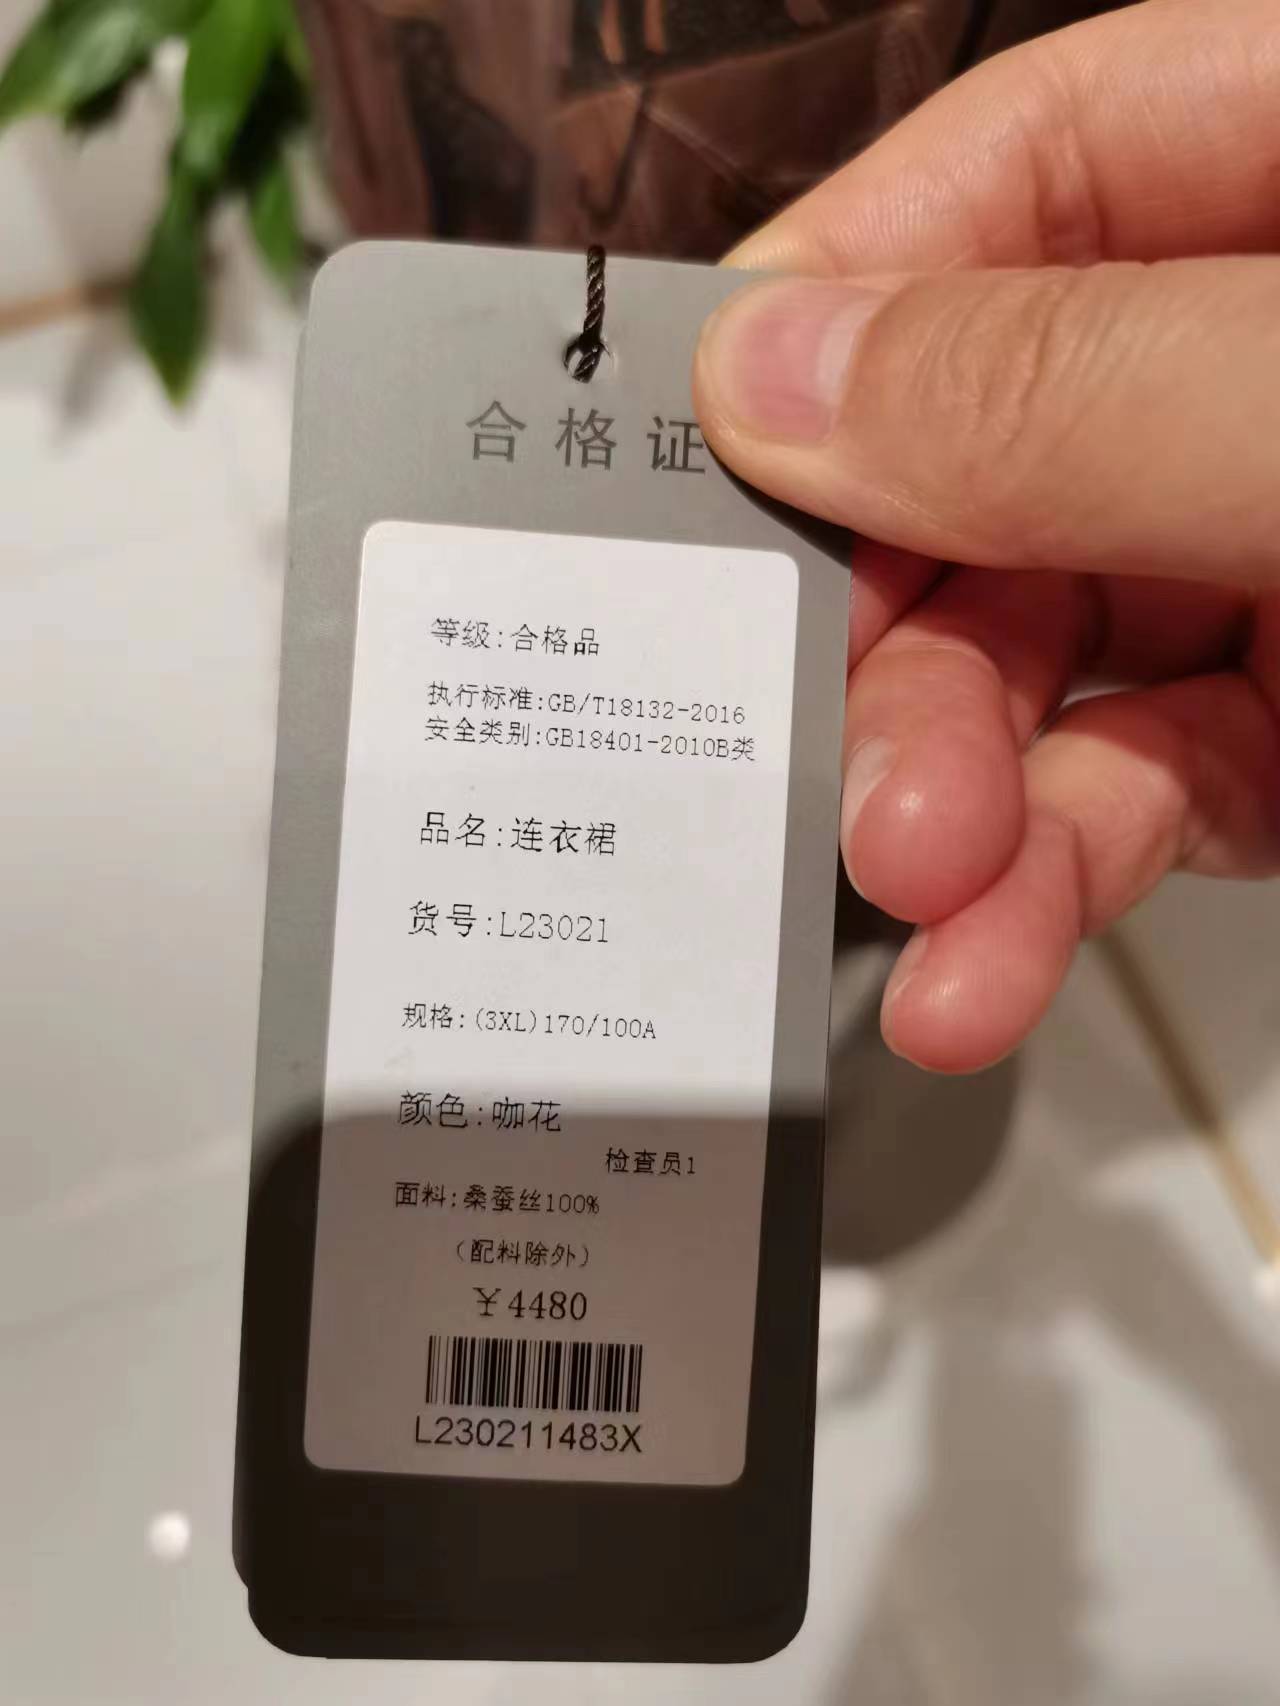 合格证
等级:合格品
执行标准:GB/T18132-2016
安全类别:GB18401-2010B类
品名:连衣裙
货号:L23021
规格:(3XL)170/100A
颜色:咖花
检查员1
面料:桑蚕丝100%
(配料除外)
¥4480
L230211483X